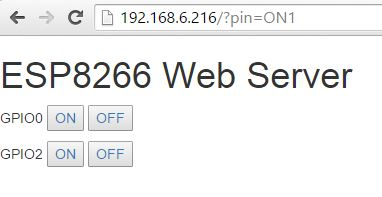 192.168.6.216/?pin=ON1
ESP8266 Web Server
GPIO0 ON OFF
GPIO2 ON OFF